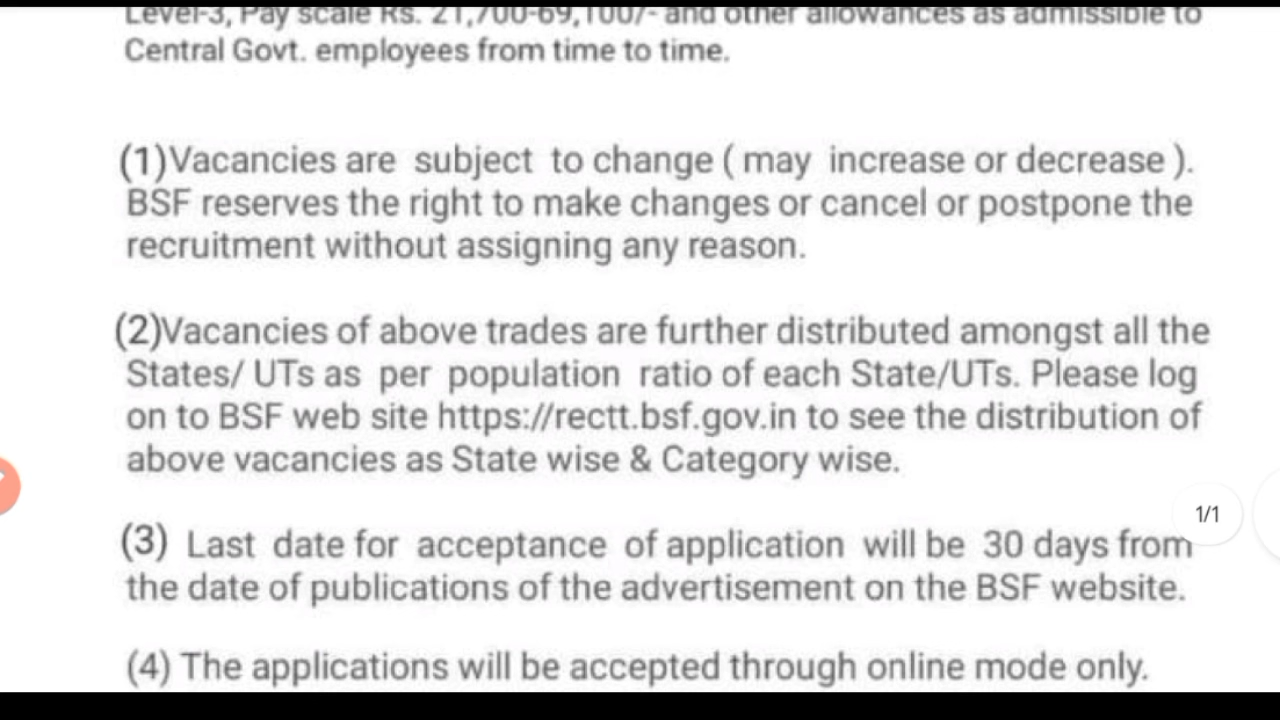 Level-3, Pay scale Rs. 21,700-69,100/- and other allowances as admissible to
Central Govt. employees from time to time.
(1)Vacancies are subject to change ( may increase or decrease ).
BSF reserves the right to make changes or cancel or postpone the
recruitment without assigning any reason.
(2)Vacancies of above trades are further distributed amongst all the
States/ UTs as per population ratio of each State/UTs. Please log
on to BSF web site https://rectt.bsf.gov.in to see the distribution of
above vacancies as State wise & Category wise.
1/1
(3) Last date for acceptance of application will be 30 days from
the date of publications of the advertisement on the BSF website.
(4) The applications will be accepted through online mode only.